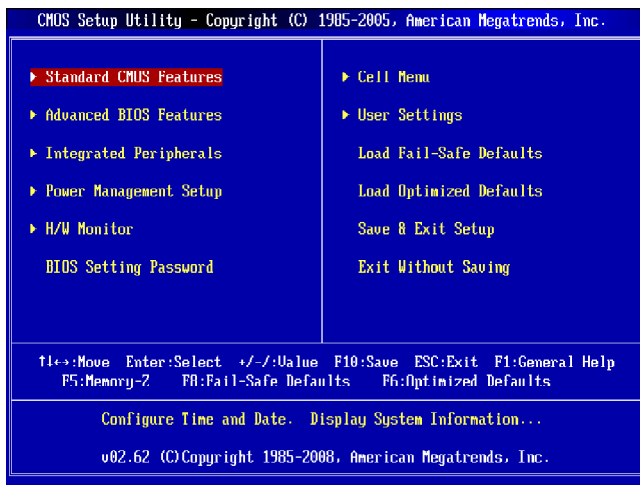 CMOS Setup Utility - Copyright (C) 1985-2005, American Megatrends, Inc.
▶ Standard CMOS Features
▶ Advanced BIOS Features
▶ Integrated Peripherals
▶ Power Management Setup
▶ H/W Monitor
BIOS Setting Password
▶ Cell Menu
▶ User Settings
Load Fail-Safe Defaults
Load Optimized Defaults
Save & Exit Setup
Exit Without Saving
↑↓←→:Move Enter:Select +/-/:Value F10:Save ESC:Exit F1:General Help
F5:Memory-Z F8:Fail-Safe Defaults F6:Optimized Defaults
Configure Time and Date. Display System Information...
v02.62 (C)Copyright 1985-2008, American Megatrends, Inc.